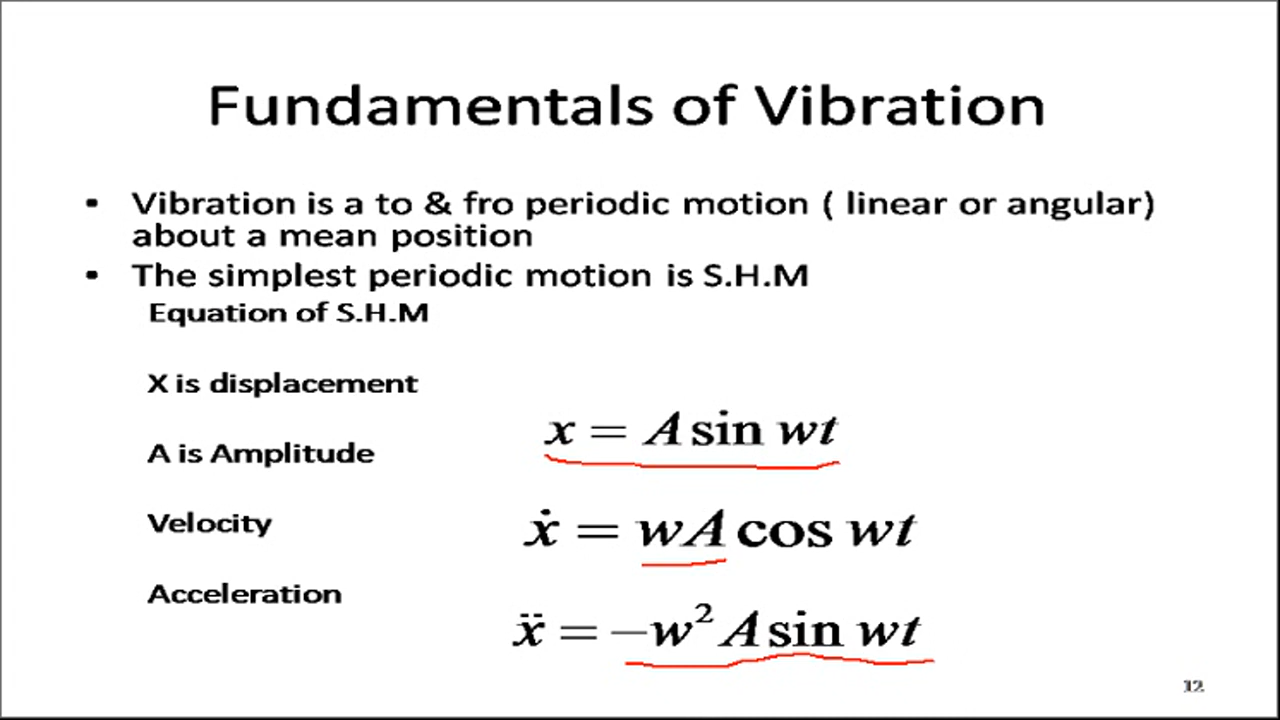 Fundamentals of Vibration
• Vibration is a to & fro periodic motion ( linear or angular)
about a mean position
• The simplest periodic motion is S.H.M
Equation of S.H.M
X is displacement
x = A sin wt
A is Amplitude
Velocity
ẋ = wA cos wt
Acceleration
ẍ = −w² A sin wt
12